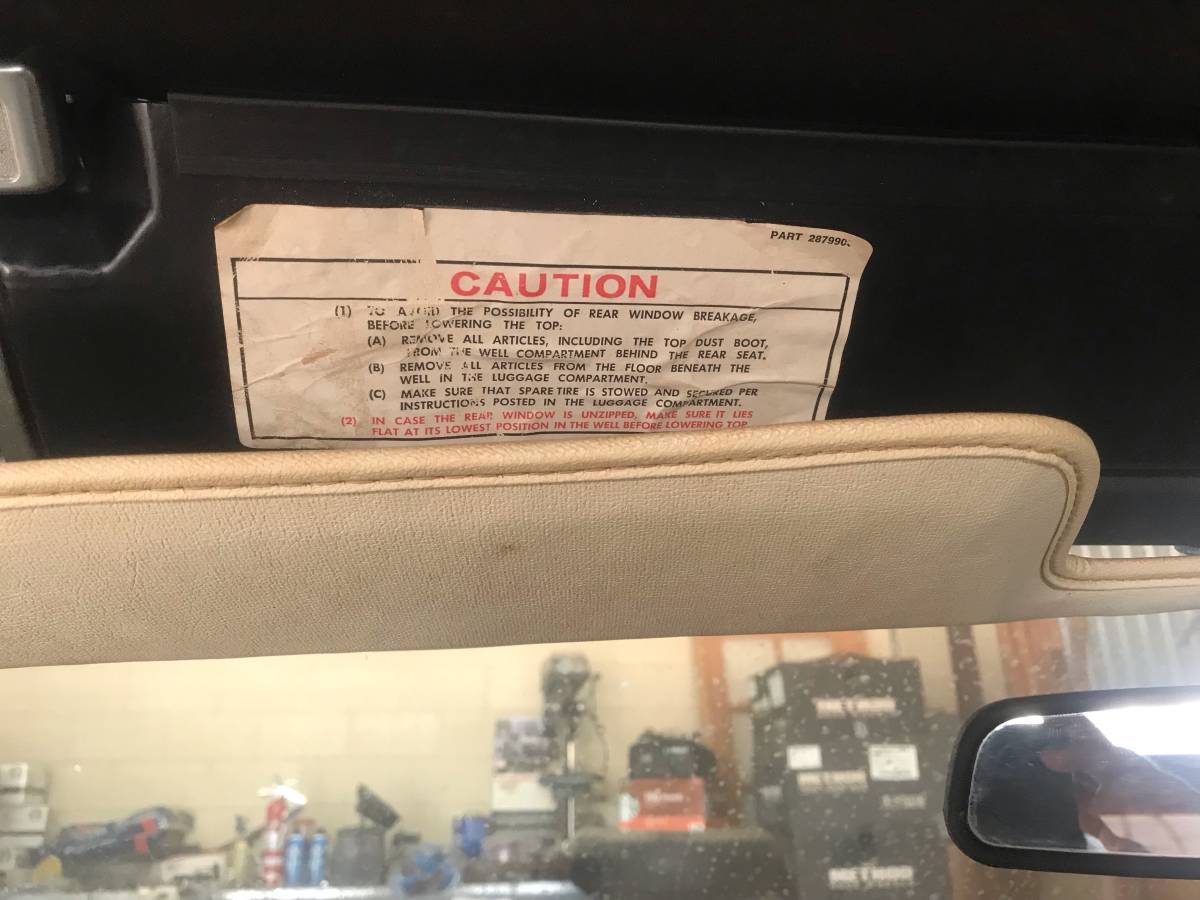 PART 287990
CAUTION
(1) TO AVOID THE POSSIBILITY OF REAR WINDOW BREAKAGE,
BEFORE LOWERING THE TOP:
(A) REMOVE ALL ARTICLES, INCLUDING THE TOP DUST BOOT,
FROM THE WELL COMPARTMENT BEHIND THE REAR SEAT.
(B) REMOVE ALL ARTICLES FROM THE FLOOR BENEATH THE
WELL IN THE LUGGAGE COMPARTMENT.
(C) MAKE SURE THAT SPARE TIRE IS STOWED AND SECURED PER
INSTRUCTIONS POSTED IN THE LUGGAGE COMPARTMENT.
(2) IN CASE THE REAR WINDOW IS UNZIPPED, MAKE SURE IT LIES
FLAT AT ITS LOWEST POSITION IN THE WELL BEFORE LOWERING TOP
METHOD
METHOD
METHOD